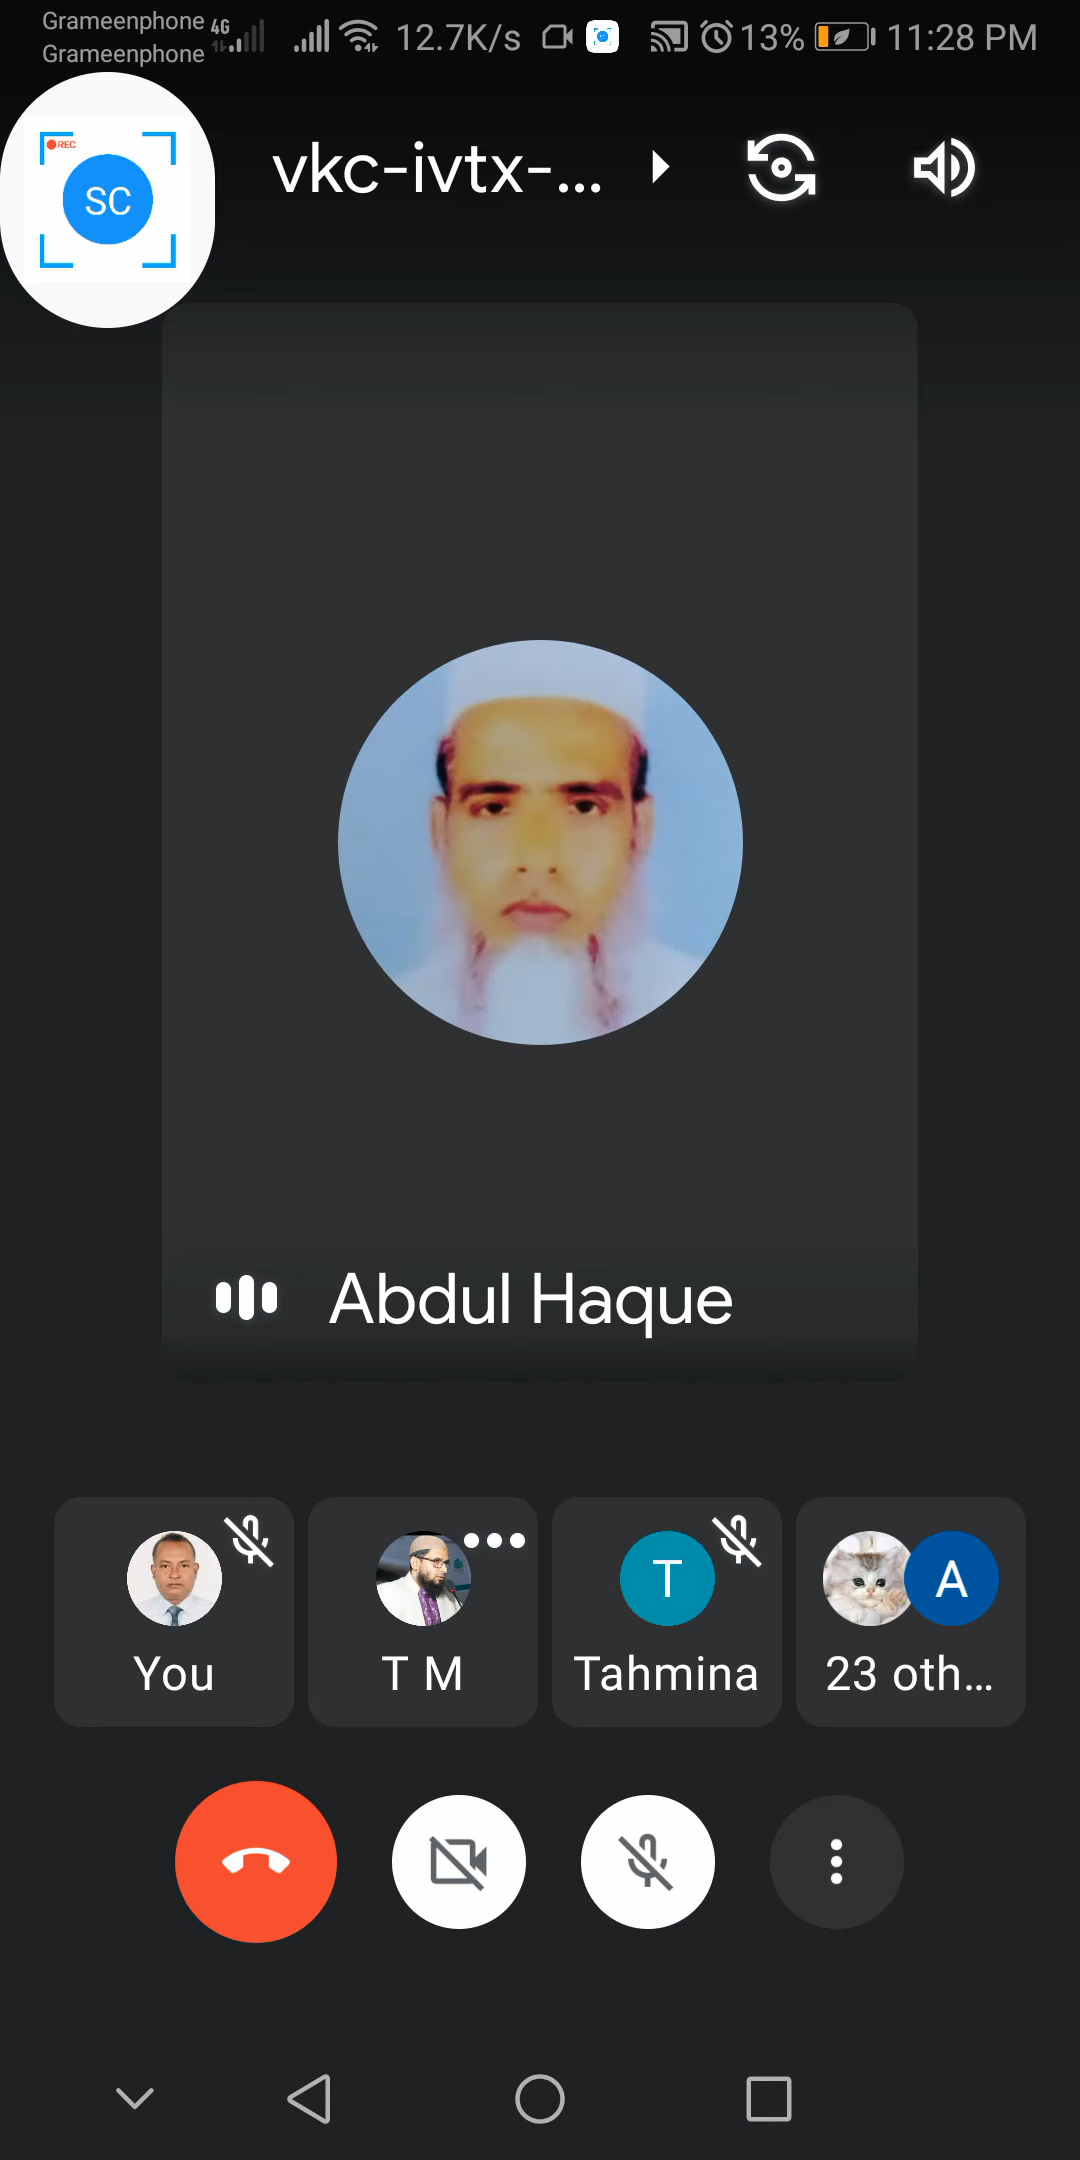 Grameenphone 4G 12.7K/s 13% 11:28 PM
Grameenphone
REC
SC
vkc-ivtx-...
Abdul Haque
T A
You T M Tahmina 23 oth...